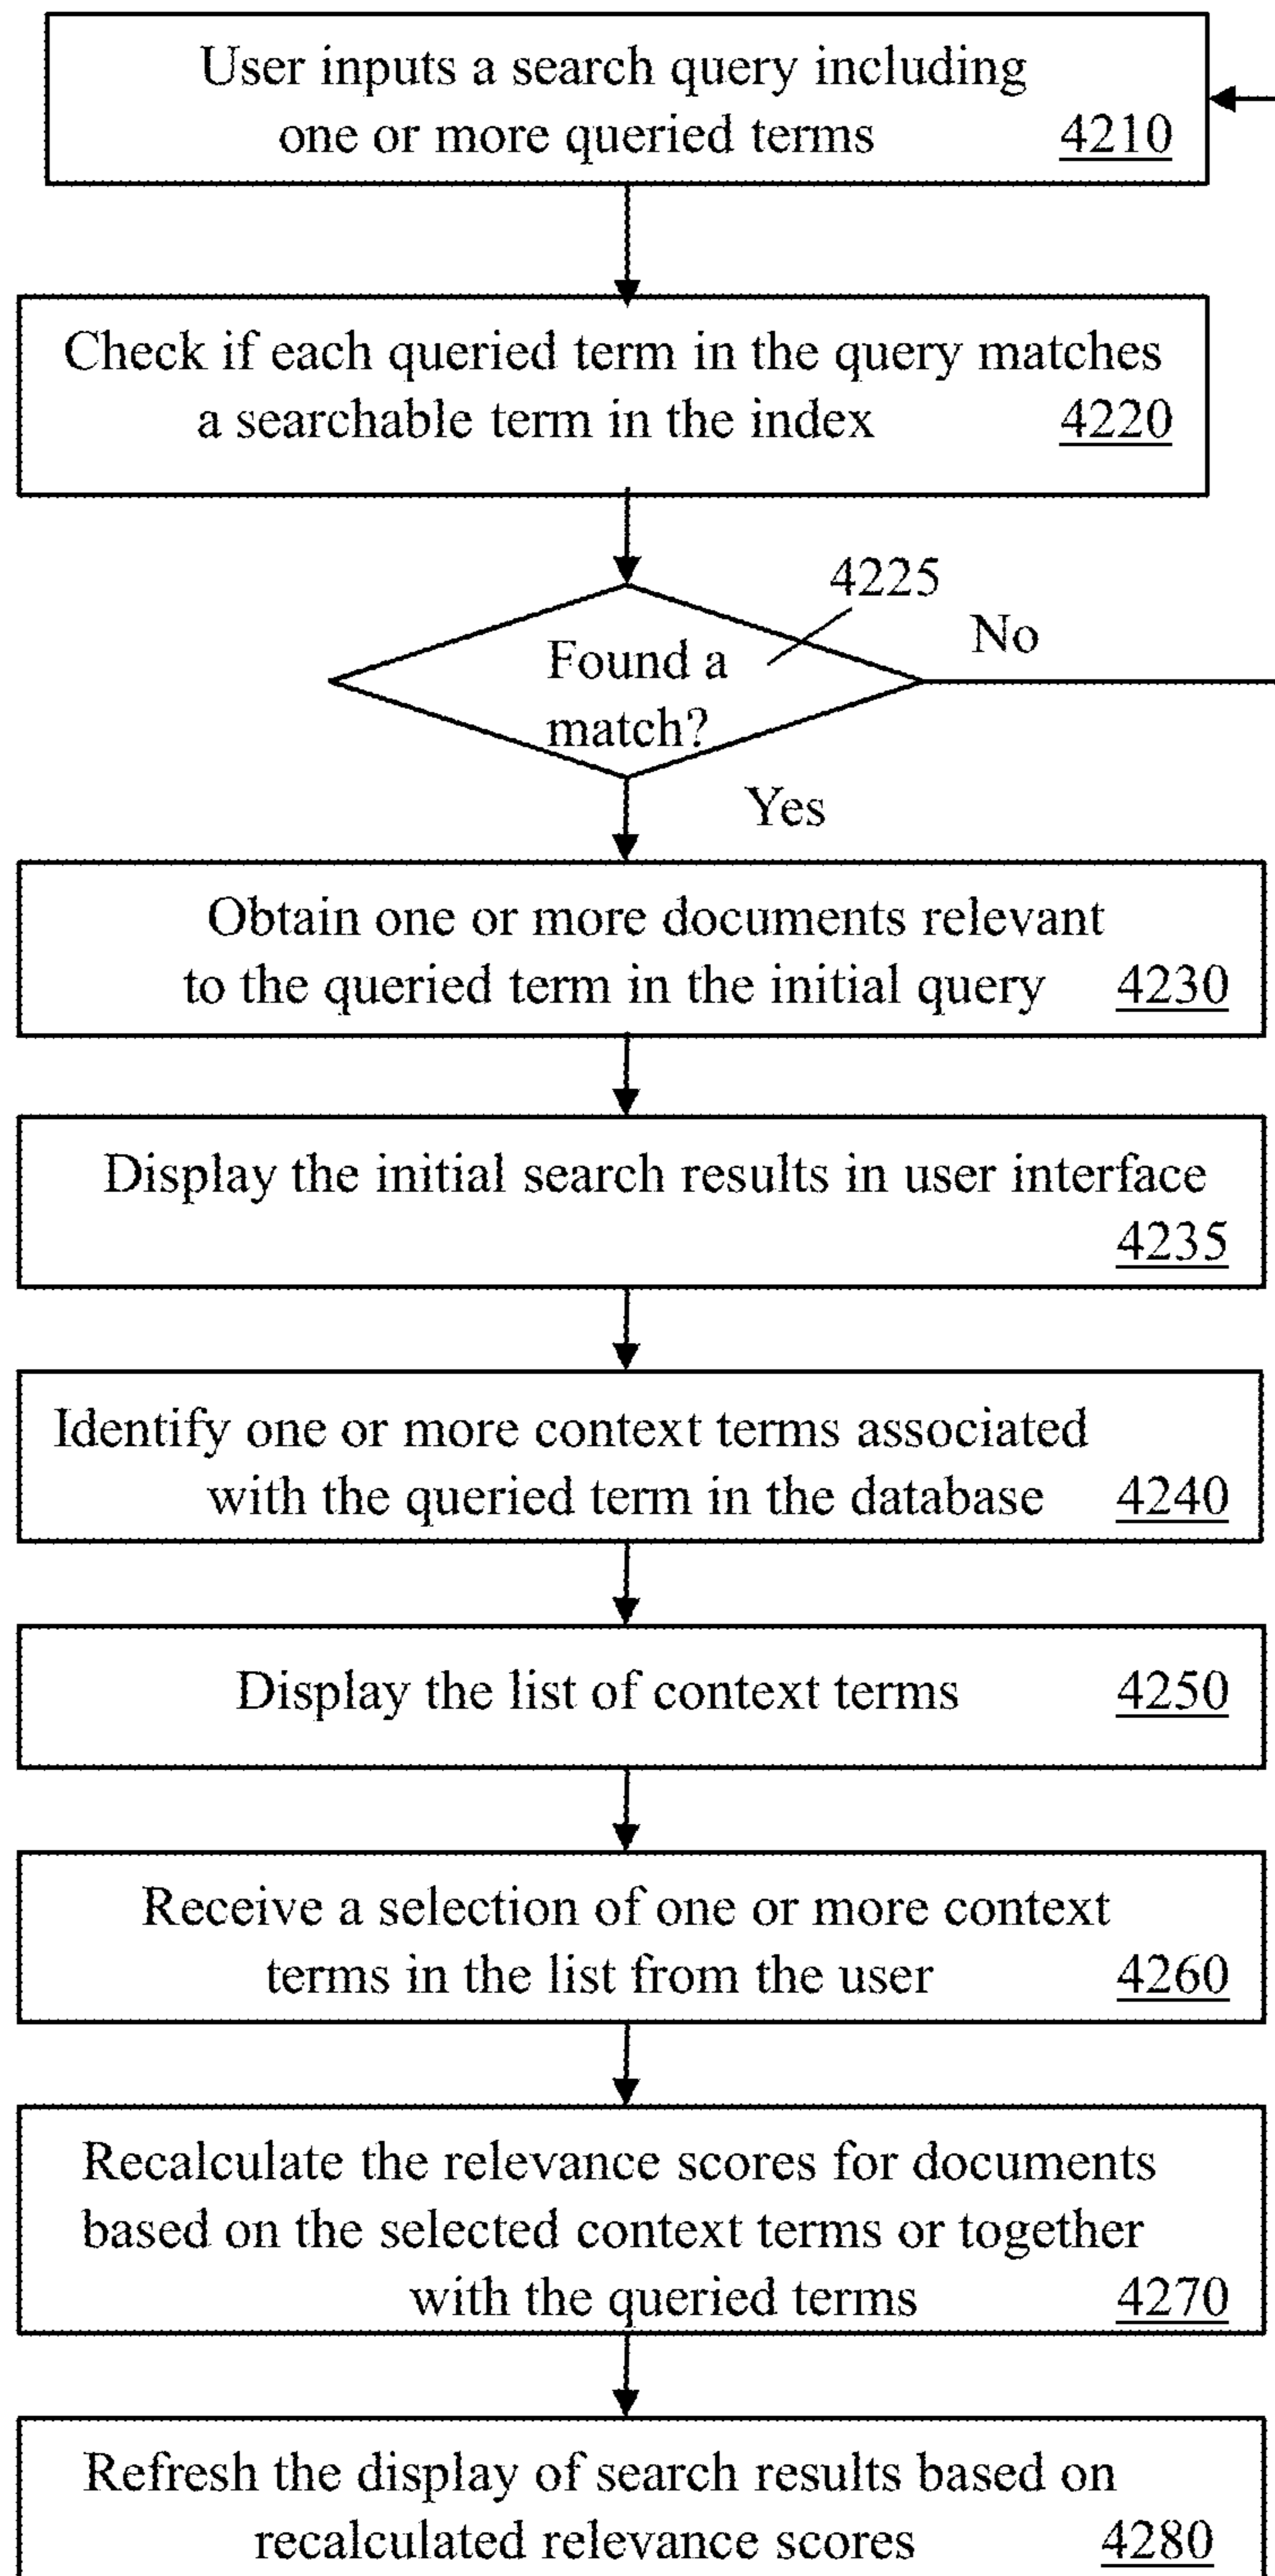 User inputs a search query including
one or more queried terms 4210
Check if each queried term in the query matches
a searchable term in the index 4220
4225
No
Found a
match?
Yes
Obtain one or more documents relevant
to the queried term in the initial query 4230
Display the initial search results in user interface
4235
Identify one or more context terms associated
with the queried term in the database 4240
Display the list of context terms 4250
Receive a selection of one or more context
terms in the list from the user 4260
Recalculate the relevance scores for documents
based on the selected context terms or together
with the queried terms 4270
Refresh the display of search results based on
recalculated relevance scores 4280